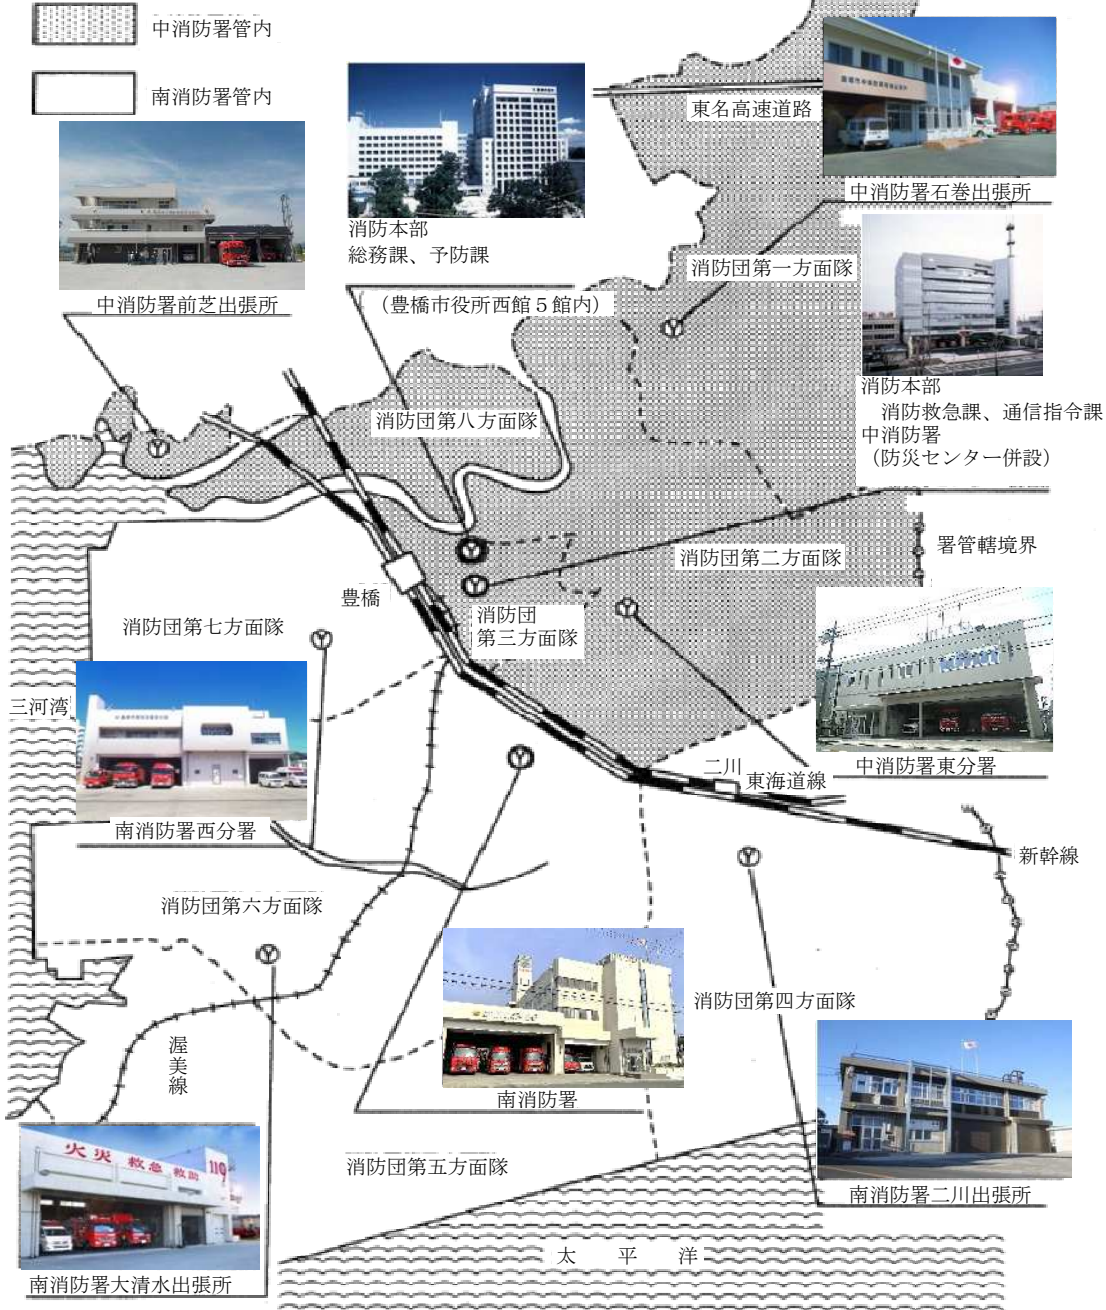 中消防署管内
南消防署管内
東名高速道路
中消防署石巻出張所
消防本部
総務課、予防課
中消防署前芝出張所
(豊橋市役所西館5館内)
消防団第一方面隊
消防本部
消防救急課、通信指令課
中消防署
(防災センター併設)
消防団第八方面隊
署管轄境界
消防団第二方面隊
豊橋
消防団
第三方面隊
消防団第七方面隊
三河湾
中消防署東分署
二川
東海道線
南消防署西分署
新幹線
消防団第六方面隊
消防団第四方面隊
渥美線
南消防署
火災 救急 救助 119
消防団第五方面隊
南消防署二川出張所
太 平 洋
南消防署大清水出張所